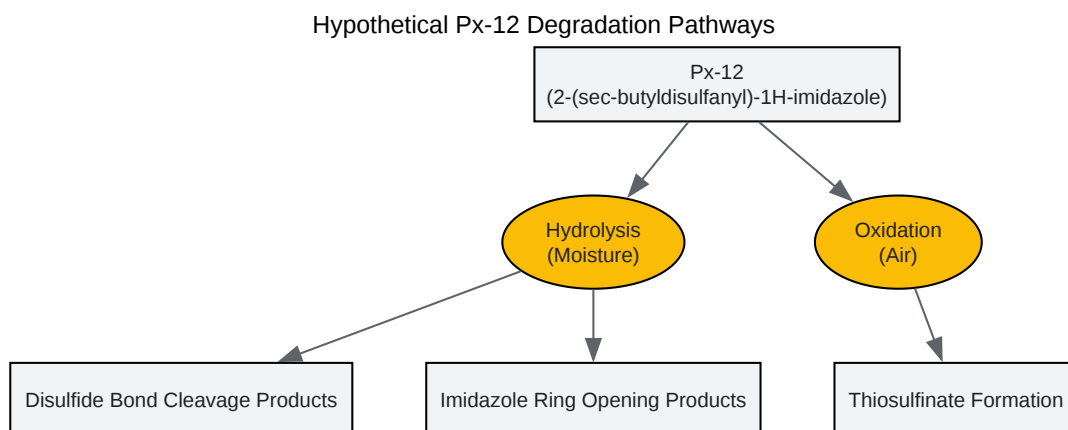 Hypothetical Px-12 Degradation Pathways
Px-12
(2-(sec-butyldisulfanyl)-1H-imidazole)
Hydrolysis
(Moisture)
Oxidation
(Air)
Disulfide Bond Cleavage Products
Imidazole Ring Opening Products
Thiosulfinate Formation